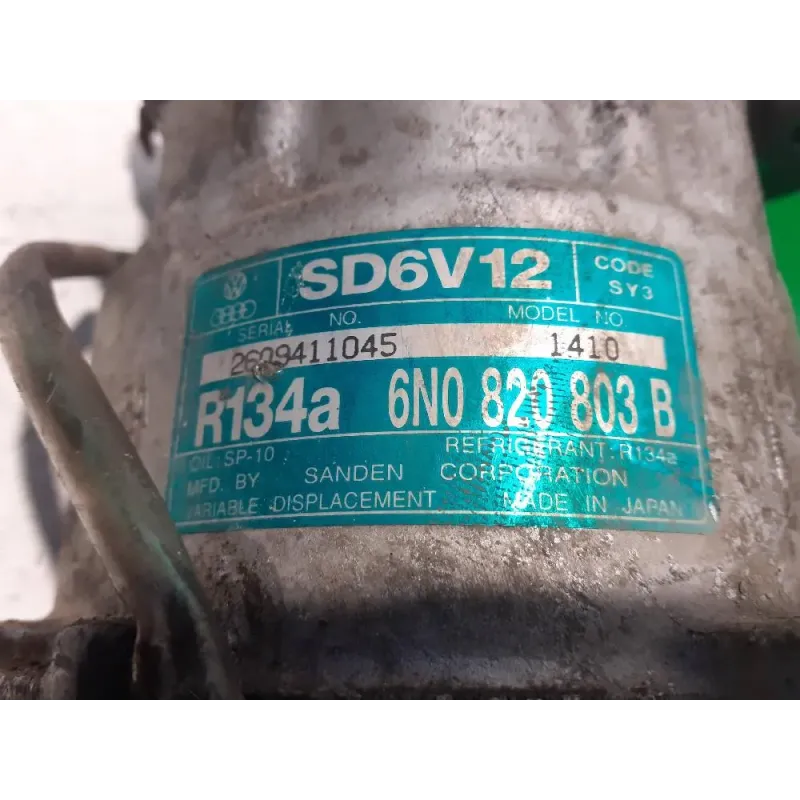 SD6V12 CODE
SY3
SERIAL NO. MODEL NO.
2609411045 1410
R134a 6N0 820 803 B
OIL: SP-10 REFRIGERANT: R134a
MFD. BY SANDEN CORPORATION
VARIABLE DISPLACEMENT MADE IN JAPAN